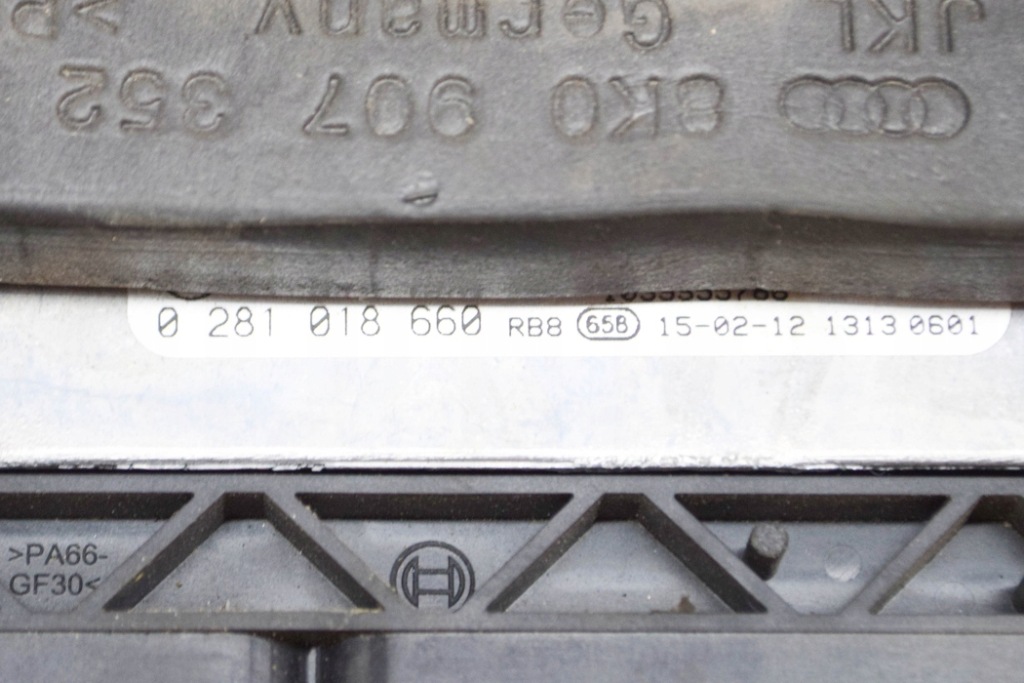 8K0 907 352
JKL Germany >P
0 281 018 660 RB8 65B 15-02-12 1313 0601
>PA66-
GF30<